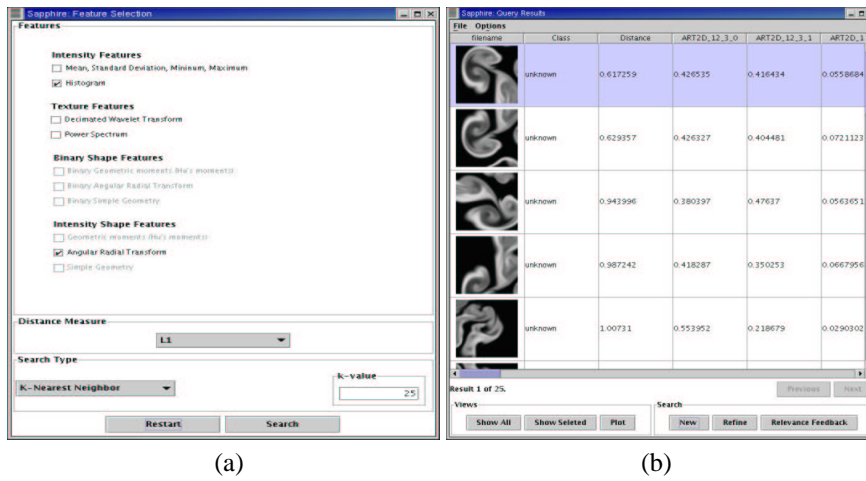 Sapphire: Feature Selection
Features
Intensity Features
Mean, Standard Deviation, Mininum, Maximum
Histogram
Texture Features
Decimated Wavelet Transform
Power Spectrum
Binary Shape Features
Binary Geometric moments (Hu's moments)
Binary Angular Radial Transform
Binary Simple Geometry
Intensity Shape Features
Geometric moments (Hu's moments)
Angular Radial Transform
Simple Geometry
Distance Measure
L1
Search Type
K-Nearest Neighbor
k-value
25
Restart Search
(a)
Sapphire: Query Results
File Options
filename Class Distance ART2D_12_3_0 ART2D_12_3_1 ART2D_1
unknown 0.617259 0.426535 0.416434 0.0558684
unknown 0.629357 0.426327 0.404481 0.0721123
unknown 0.943996 0.380397 0.47637 0.0563651
unknown 0.987242 0.418287 0.350253 0.0667956
unknown 1.00731 0.553952 0.218679 0.0290302
Result 1 of 25.
Previous Next
Views Search
Show All Show Seleted Plot New Refine Relevance Feedback
(b)